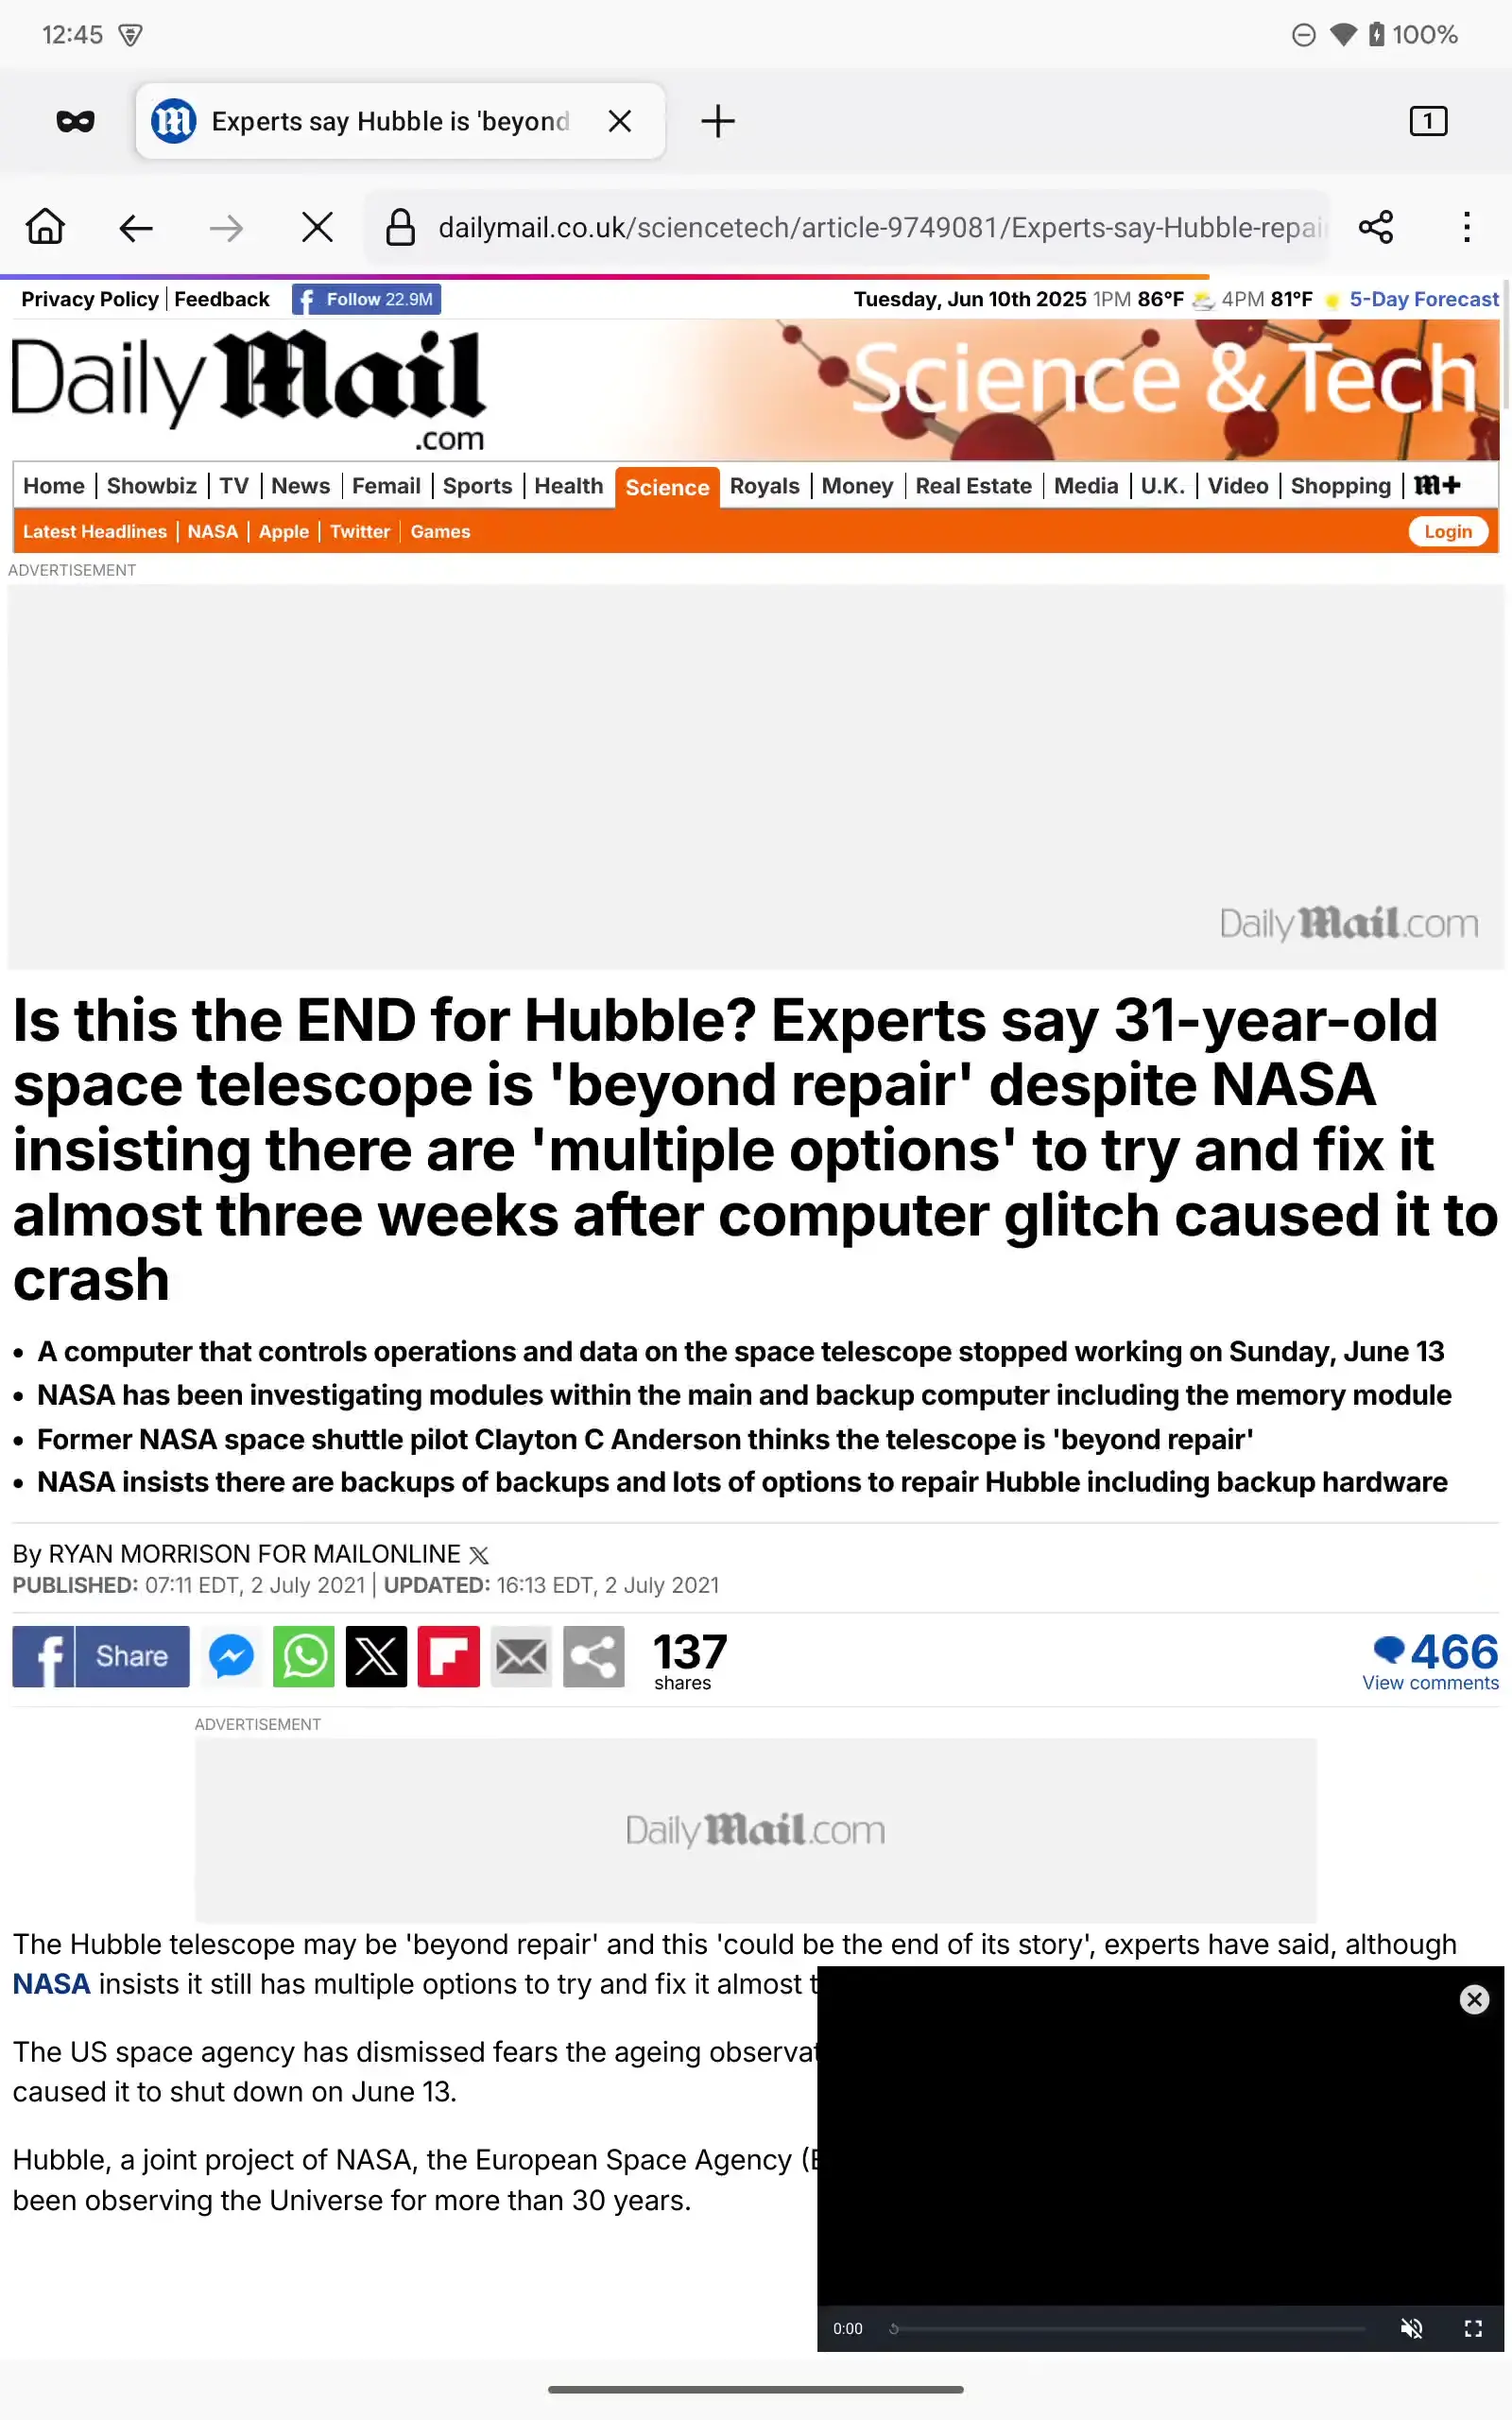 12:45
100%
Experts say Hubble is 'beyond
1
dailymail.co.uk/sciencetech/article-9749081/Experts-say-Hubble-repai
Privacy Policy Feedback Follow 22.9M
Tuesday, Jun 10th 2025 1PM 86°F 4PM 81°F 5-Day Forecast
Daily Mail
.com
Science & Tech
Home Showbiz TV News Femail Sports Health Science Royals Money Real Estate Media U.K. Video Shopping m+
Latest Headlines NASA Apple Twitter Games Login
ADVERTISEMENT
DailyMail.com
Is this the END for Hubble? Experts say 31-year-old
space telescope is 'beyond repair' despite NASA
insisting there are 'multiple options' to try and fix it
almost three weeks after computer glitch caused it to
crash
• A computer that controls operations and data on the space telescope stopped working on Sunday, June 13
• NASA has been investigating modules within the main and backup computer including the memory module
• Former NASA space shuttle pilot Clayton C Anderson thinks the telescope is 'beyond repair'
• NASA insists there are backups of backups and lots of options to repair Hubble including backup hardware
By RYAN MORRISON FOR MAILONLINE
PUBLISHED: 07:11 EDT, 2 July 2021 | UPDATED: 16:13 EDT, 2 July 2021
Share
137
shares
466
View comments
ADVERTISEMENT
DailyMail.com
The Hubble telescope may be 'beyond repair' and this 'could be the end of its story', experts have said, although
NASA insists it still has multiple options to try and fix it almost t
The US space agency has dismissed fears the ageing observat
caused it to shut down on June 13.
Hubble, a joint project of NASA, the European Space Agency (E
been observing the Universe for more than 30 years.
0:00